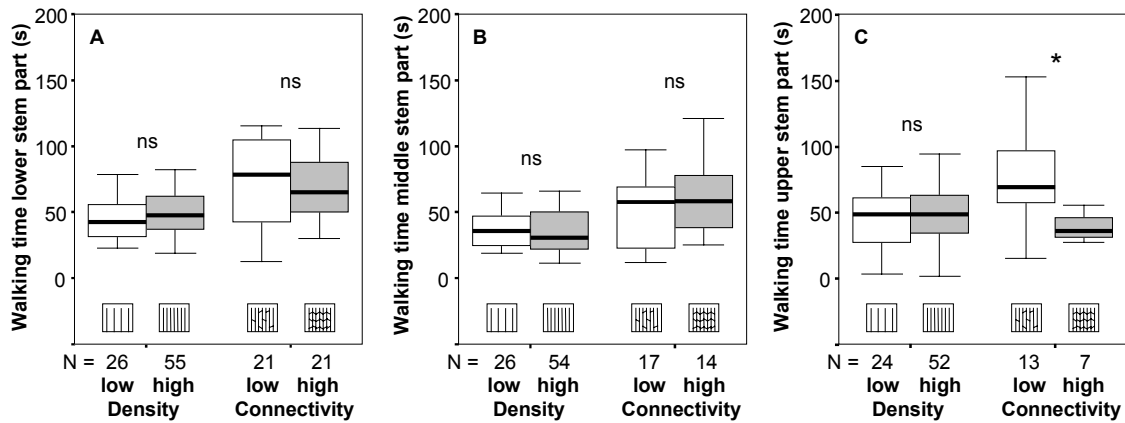 A
Walking time lower stem part (s)
200
150
100
50
0
ns
ns
N = 26 55 21 21
low high low high
Density Connectivity
B
Walking time middle stem part (s)
200
150
100
50
0
ns
ns
N = 26 54 17 14
low high low high
Density Connectivity
C
Walking time upper stem part (s)
200
150
100
50
0
ns
*
N = 24 52 13 7
low high low high
Density Connectivity